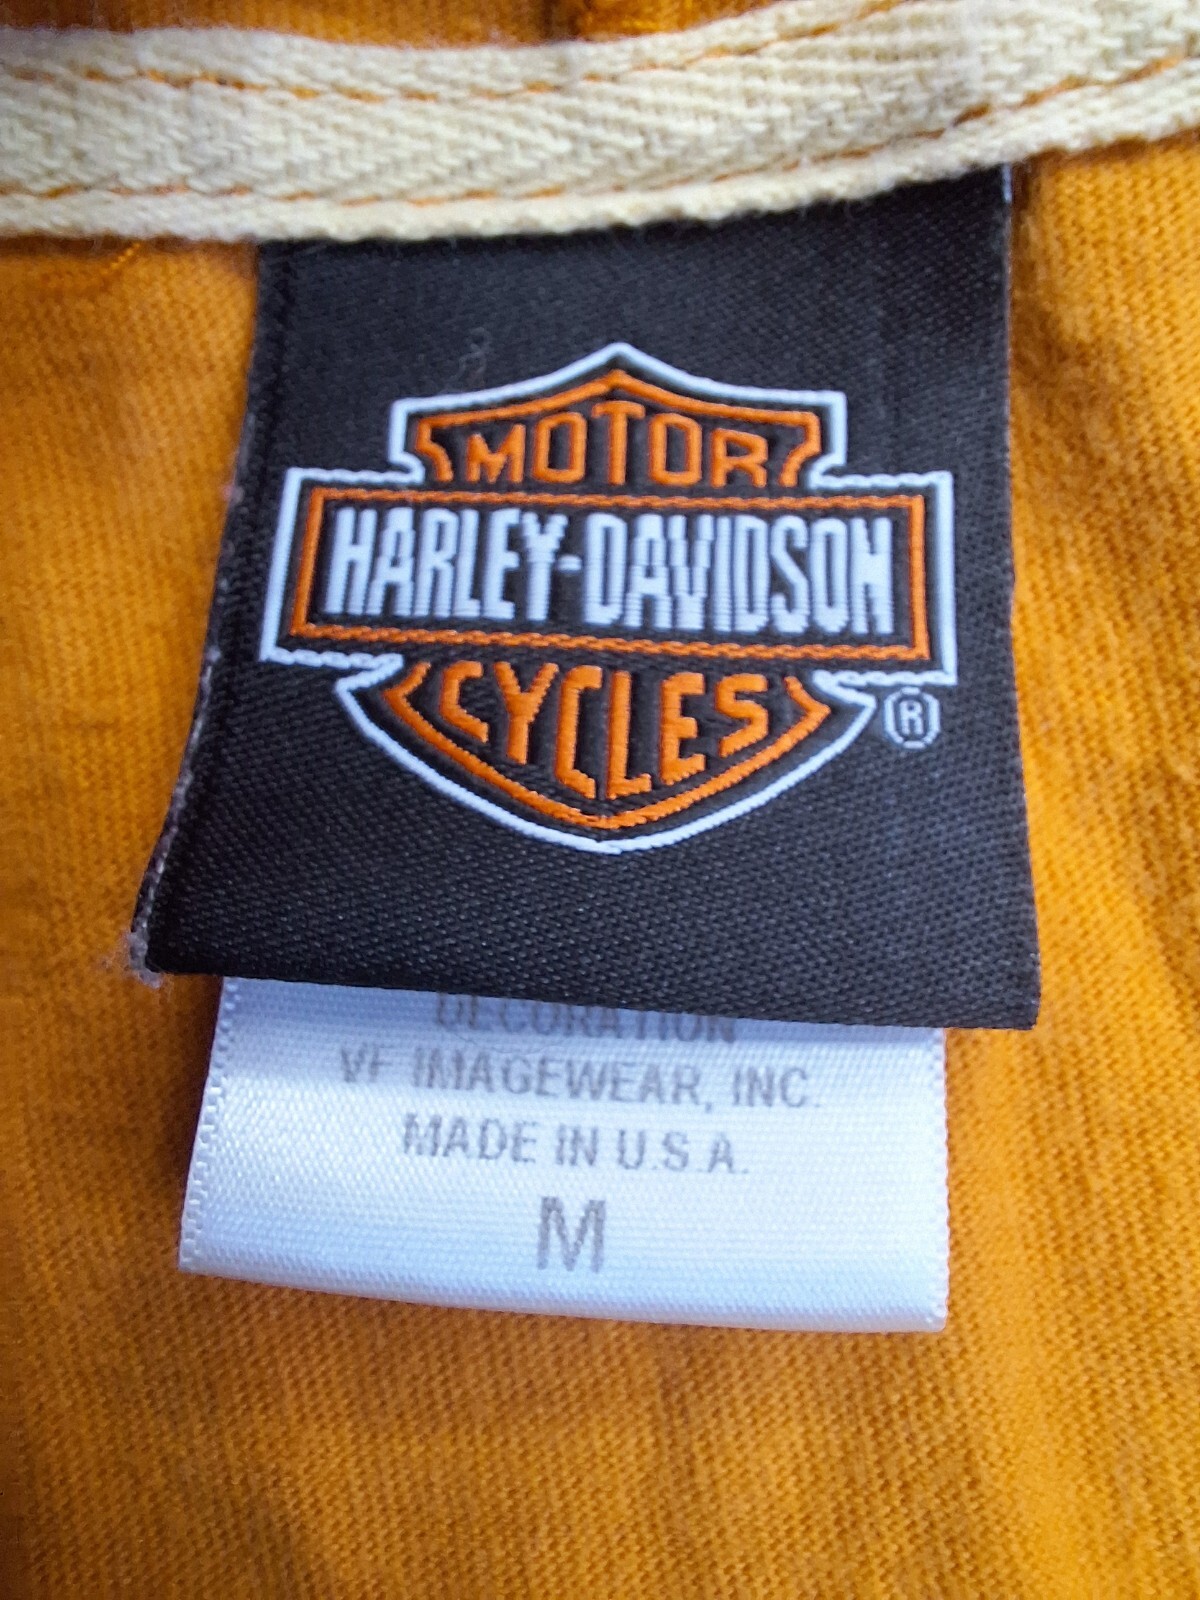 MOTOR
HARLEY-DAVIDSON
CYCLES
®
DECORATION
VF IMAGEWEAR, INC.
MADE IN U.S.A.
M